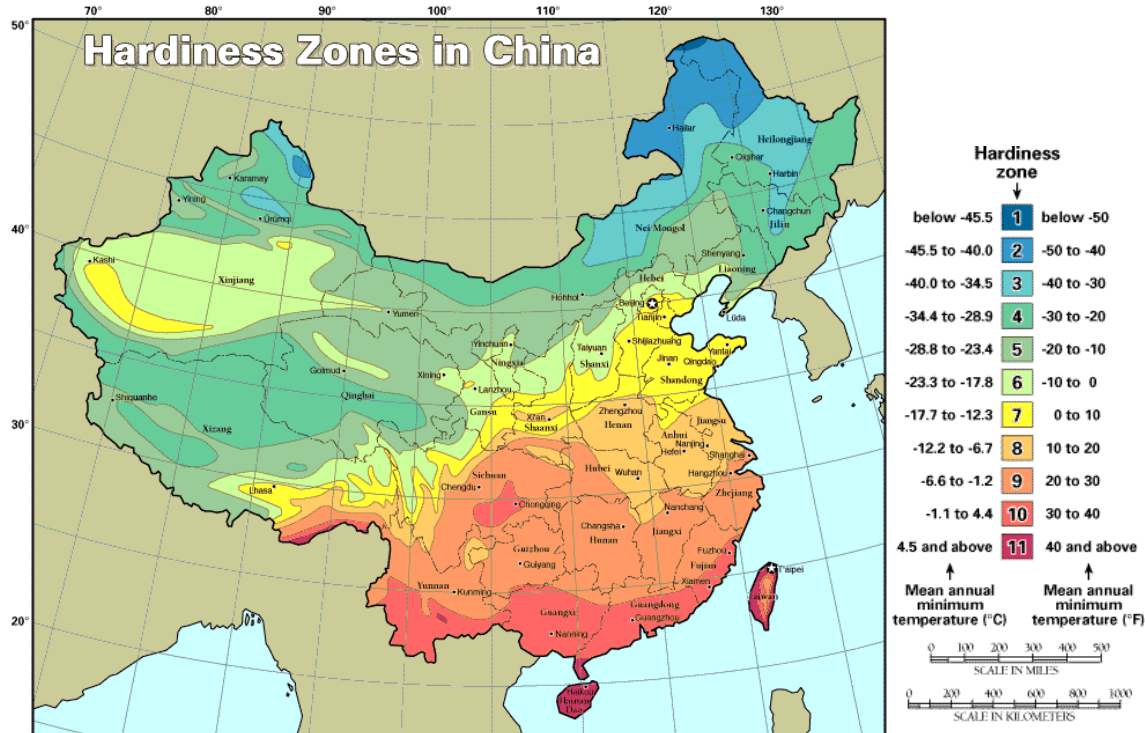 Hardiness Zones in China
70°
80°
90°
100°
110°
120°
130°
50°
40°
30°
20°
Hailar
Heilongjiang
Qiqihar
Harbin
Karamay
Yining
Ürümqi
Changchun
Jilin
Nei Mongol
Shenyang
Liaoning
Kashi
Xinjiang
Hohhot
Hebei
Beijing
Tianjin
Lüda
Yumen
Yinchuan
Ningxia
Taiyuan
Shanxi
Shijiazhuang
Jinan
Yantai
Qingdao
Shandong
Golmud
Xining
Lanzhou
Qinghai
Gansu
Shiquanhe
Xizang
Xi'an
Shaanxi
Zhengzhou
Henan
Jiangsu
Anhui
Nanjing
Hefei
Shanghai
Lhasa
Sichuan
Chengdu
Hubei
Wuhan
Hangzhou
Zhejiang
Chongqing
Nanchang
Changsha
Hunan
Jiangxi
Guizhou
Guiyang
Fuzhou
Fujian
Yunnan
Kunming
Xiamen
Taipei
Taiwan
Guangxi
Guangdong
Guangzhou
Nanning
Haikou
Hainan
Dao
Hardiness
zone
below -45.5 1 below -50
-45.5 to -40.0 2 -50 to -40
-40.0 to -34.5 3 -40 to -30
-34.4 to -28.9 4 -30 to -20
-28.8 to -23.4 5 -20 to -10
-23.3 to -17.8 6 -10 to 0
-17.7 to -12.3 7 0 to 10
-12.2 to -6.7 8 10 to 20
-6.6 to -1.2 9 20 to 30
-1.1 to 4.4 10 30 to 40
4.5 and above 11 40 and above
Mean annual
minimum
temperature (°C)
Mean annual
minimum
temperature (°F)
0 100 200 300 400 500
SCALE IN MILES
0 200 400 600 800 1000
SCALE IN KILOMETERS